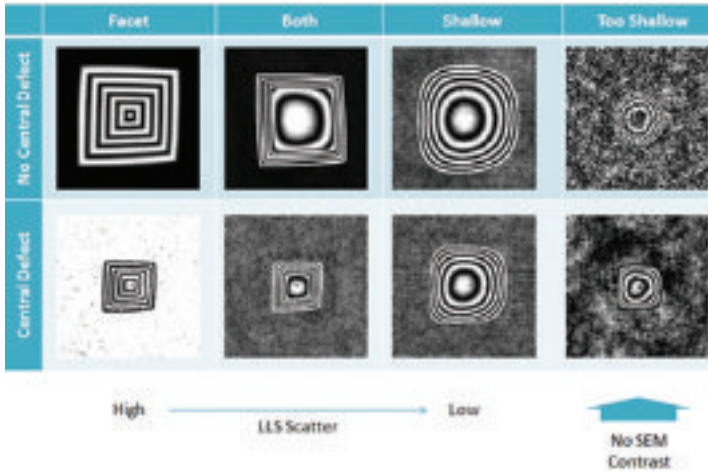 Facet Both Shallow Too Shallow
No Central Defect
Central Defect
High Low
LLS Scatter
No SEM
Contrast